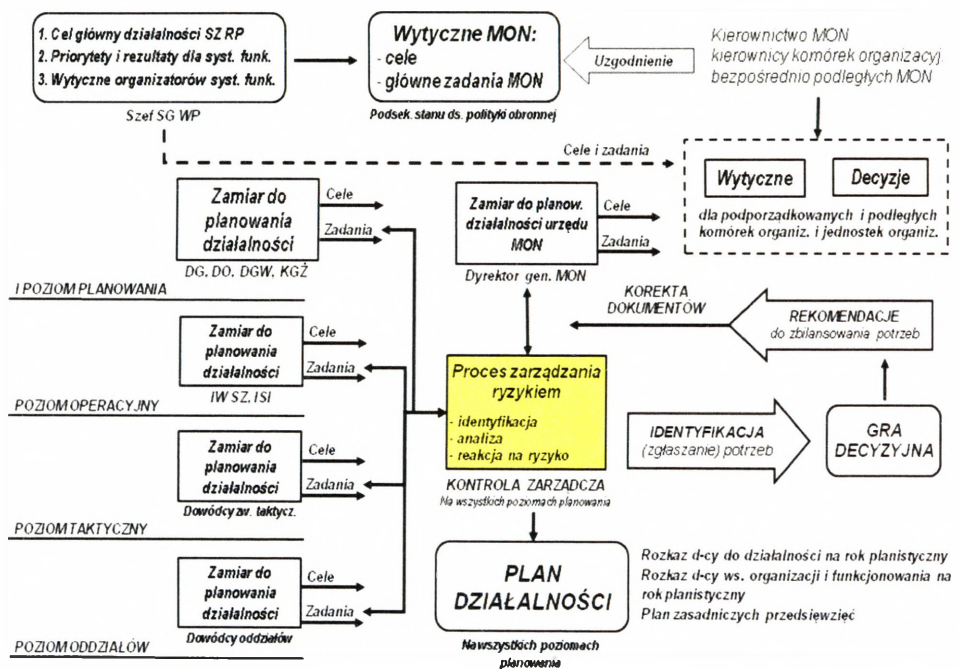 1. Cel główny działalności SZ RP
2. Priorytety i rezultaty dla syst. funk.
3. Wytyczne organizatorów syst. funk.
Szef SG WP
Wytyczne MON:
- cele
- główne zadania MON
Podsek. stanu ds. polityki obronnej
Uzgodnienie
Kierownictwo MON
kierownicy komórek organizacyj.
bezpośrednio podległych MON
Cele i zadania
Wytyczne
Decyzje
dla podporządkowanych i podległych
komórek organiz. i jednostek organiz.
Zamiar do
planowania
działalności
Cele
Zadania
DG, DO, DGW, KGŻ
I POZIOM PLANOWANIA
Zamiar do planow.
działalności urzędu
MON
Cele
Zadania
Dyrektor gen. MON
KOREKTA
DOKUMENTÓW
REKOMENDACJE
do zbilansowania potrzeb
Zamiar do
planowania
działalności
Cele
Zadania
IW SZ, ISI
POZIOM OPERACYJNY
Proces zarządzania
ryzykiem
- identyfikacja
- analiza
- reakcja na ryzyko
KONTROLA ZARZĄDCZA
Na wszystkich poziomach planowania
IDENTYFIKACJA
(zgłaszanie) potrzeb
GRA
DECYZYJNA
Zamiar do
planowania
działalności
Cele
Zadania
Dowódcy zw. taktycz.
POZIOM TAKTYCZNY
PLAN
DZIAŁALNOŚCI
Na wszystkich poziomach
planowania
Rozkaz d-cy do działalności na rok planistyczny
Rozkaz d-cy ws. organizacji i funkcjonowania na
rok planistyczny
Plan zasadniczych przedsięwzięć
Zamiar do
planowania
działalności
Cele
Zadania
Dowódcy oddziałów
POZIOM ODDZIAŁÓW